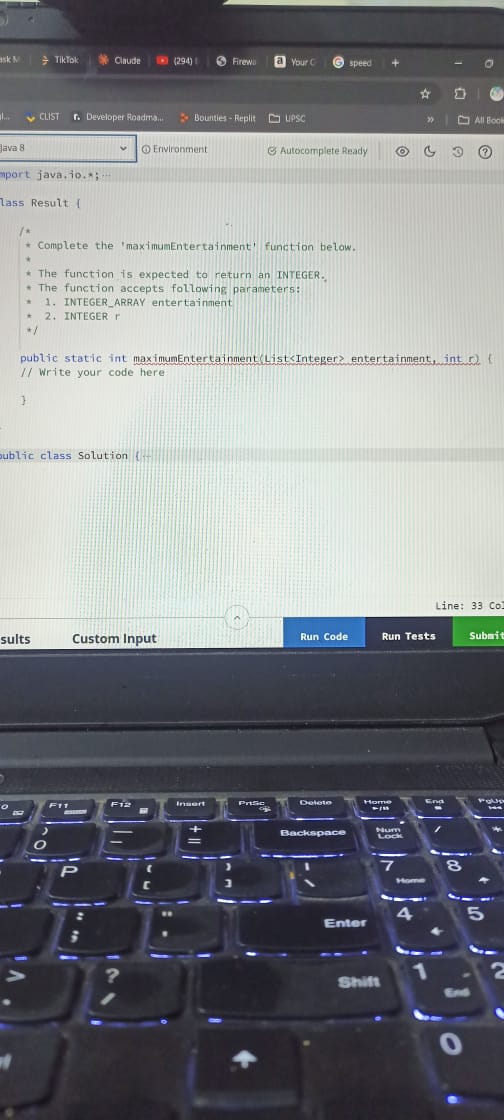 ask M TikTok Claude (294) Firewa a Your C G speed +
CLIST r. Developer Roadma... Bounties - Replit UPSC » All Book
Java 8 Environment Autocomplete Ready
mport java.io.*;...
lass Result {
/*
* Complete the 'maximumEntertainment' function below.
*
* The function is expected to return an INTEGER.
* The function accepts following parameters:
* 1. INTEGER_ARRAY entertainment
* 2. INTEGER r
*/
public static int maximumEntertainment(List<Integer> entertainment, int r) {
// Write your code here
}
public class Solution {...
Line: 33 Co
sults Custom Input Run Code Run Tests Submit
F11 F12 Insert PrtSc Delete Home End PgUp
) — + Backspace Num Lock / *
O - =
P { } | 7 8
[ ] \ Home
: " Enter 4 5
; '
> ? Shift 1 2
. / End
0